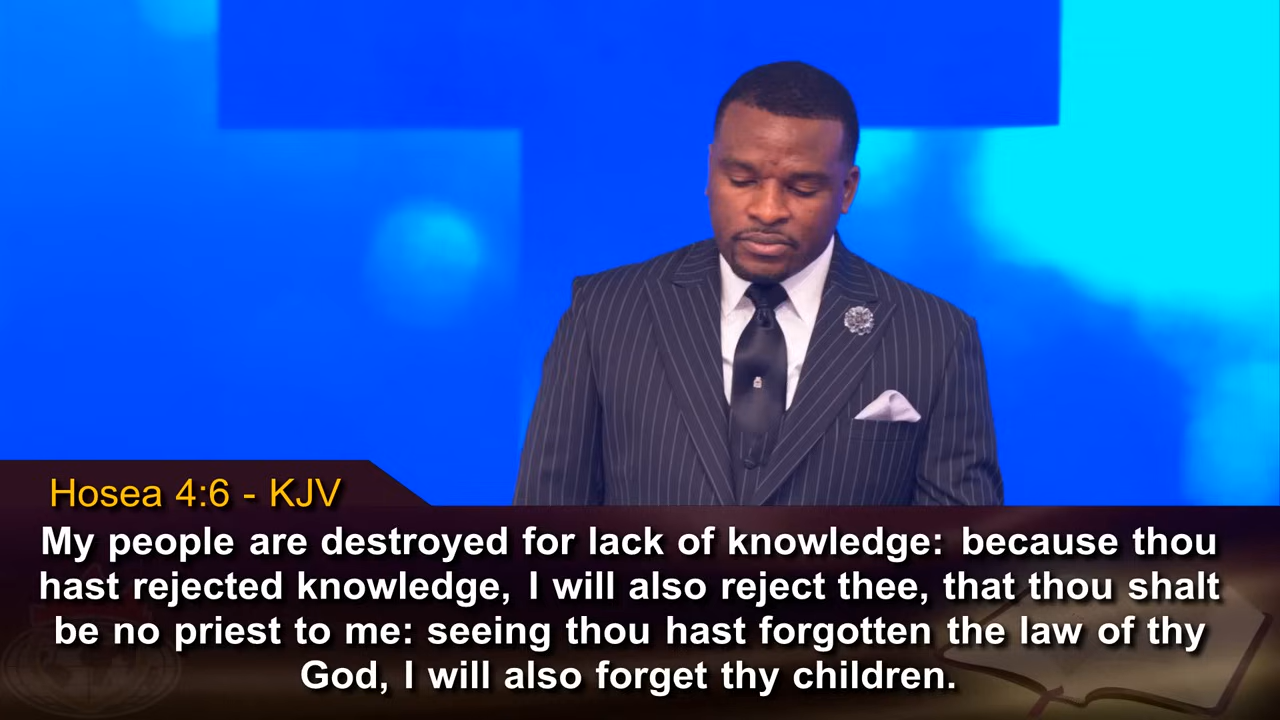 Hosea 4:6 - KJV
My people are destroyed for lack of knowledge: because thou
hast rejected knowledge, I will also reject thee, that thou shalt
be no priest to me: seeing thou hast forgotten the law of thy
God, I will also forget thy children.